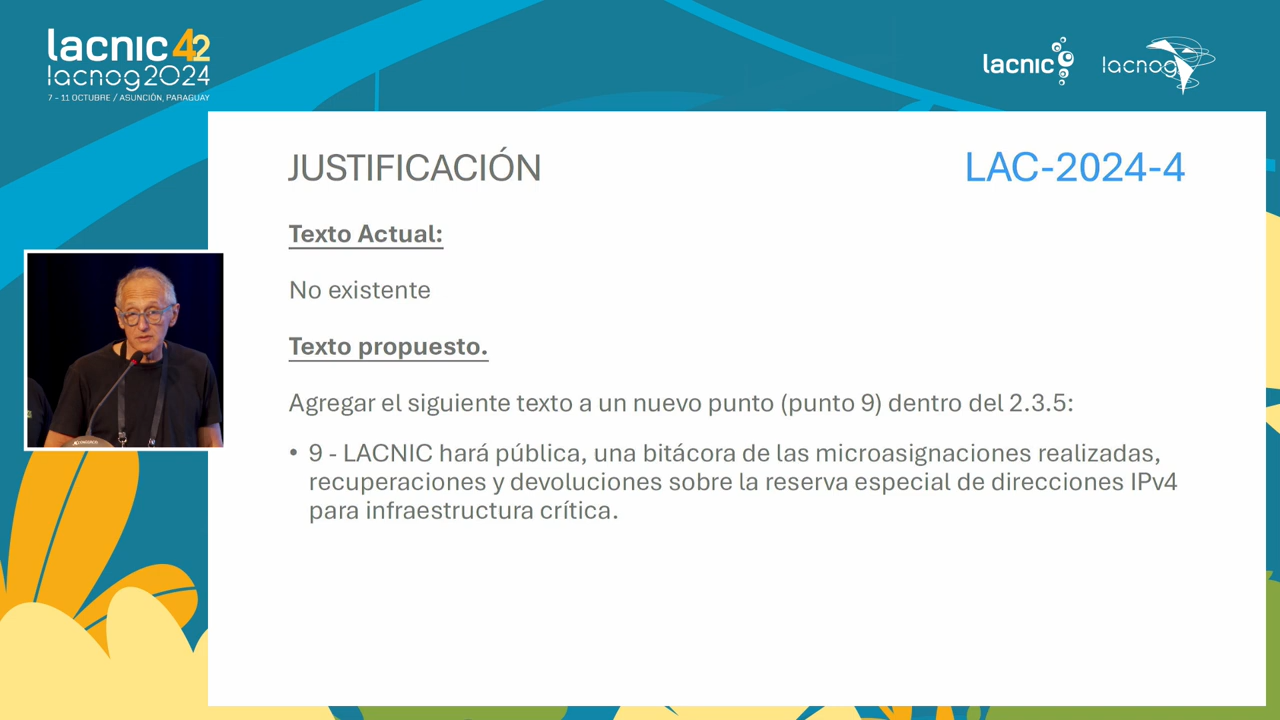 lacnic 42
lacnog2024
7 - 11 OCTUBRE / ASUNCIÓN, PARAGUAY
lacnic
lacnog
JUSTIFICACIÓN
LAC-2024-4
Texto Actual:
No existente
Texto propuesto.
Agregar el siguiente texto a un nuevo punto (punto 9) dentro del 2.3.5:
• 9 - LACNIC hará pública, una bitácora de las microasignaciones realizadas,
recuperaciones y devoluciones sobre la reserva especial de direcciones IPv4
para infraestructura crítica.